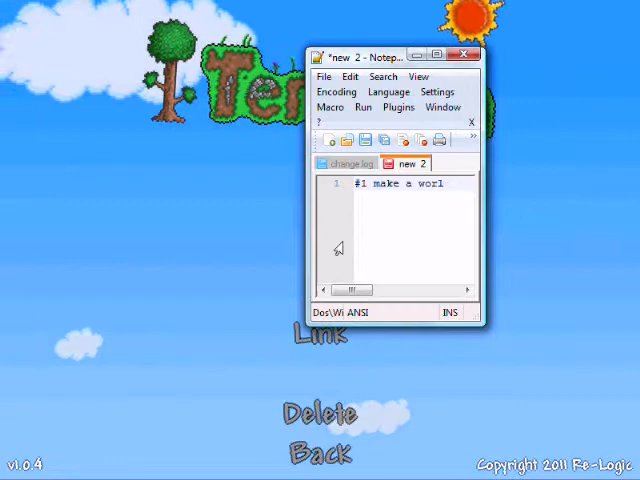 Ter
*new 2 - Notep...
File Edit Search View
Encoding Language Settings
Macro Run Plugins Window
? X
change.log new 2
1 #1 make a worl
Dos\Wi ANSI INS
Link
Delete
Back
v1.0.4 Copyright 2011 Re-Logic